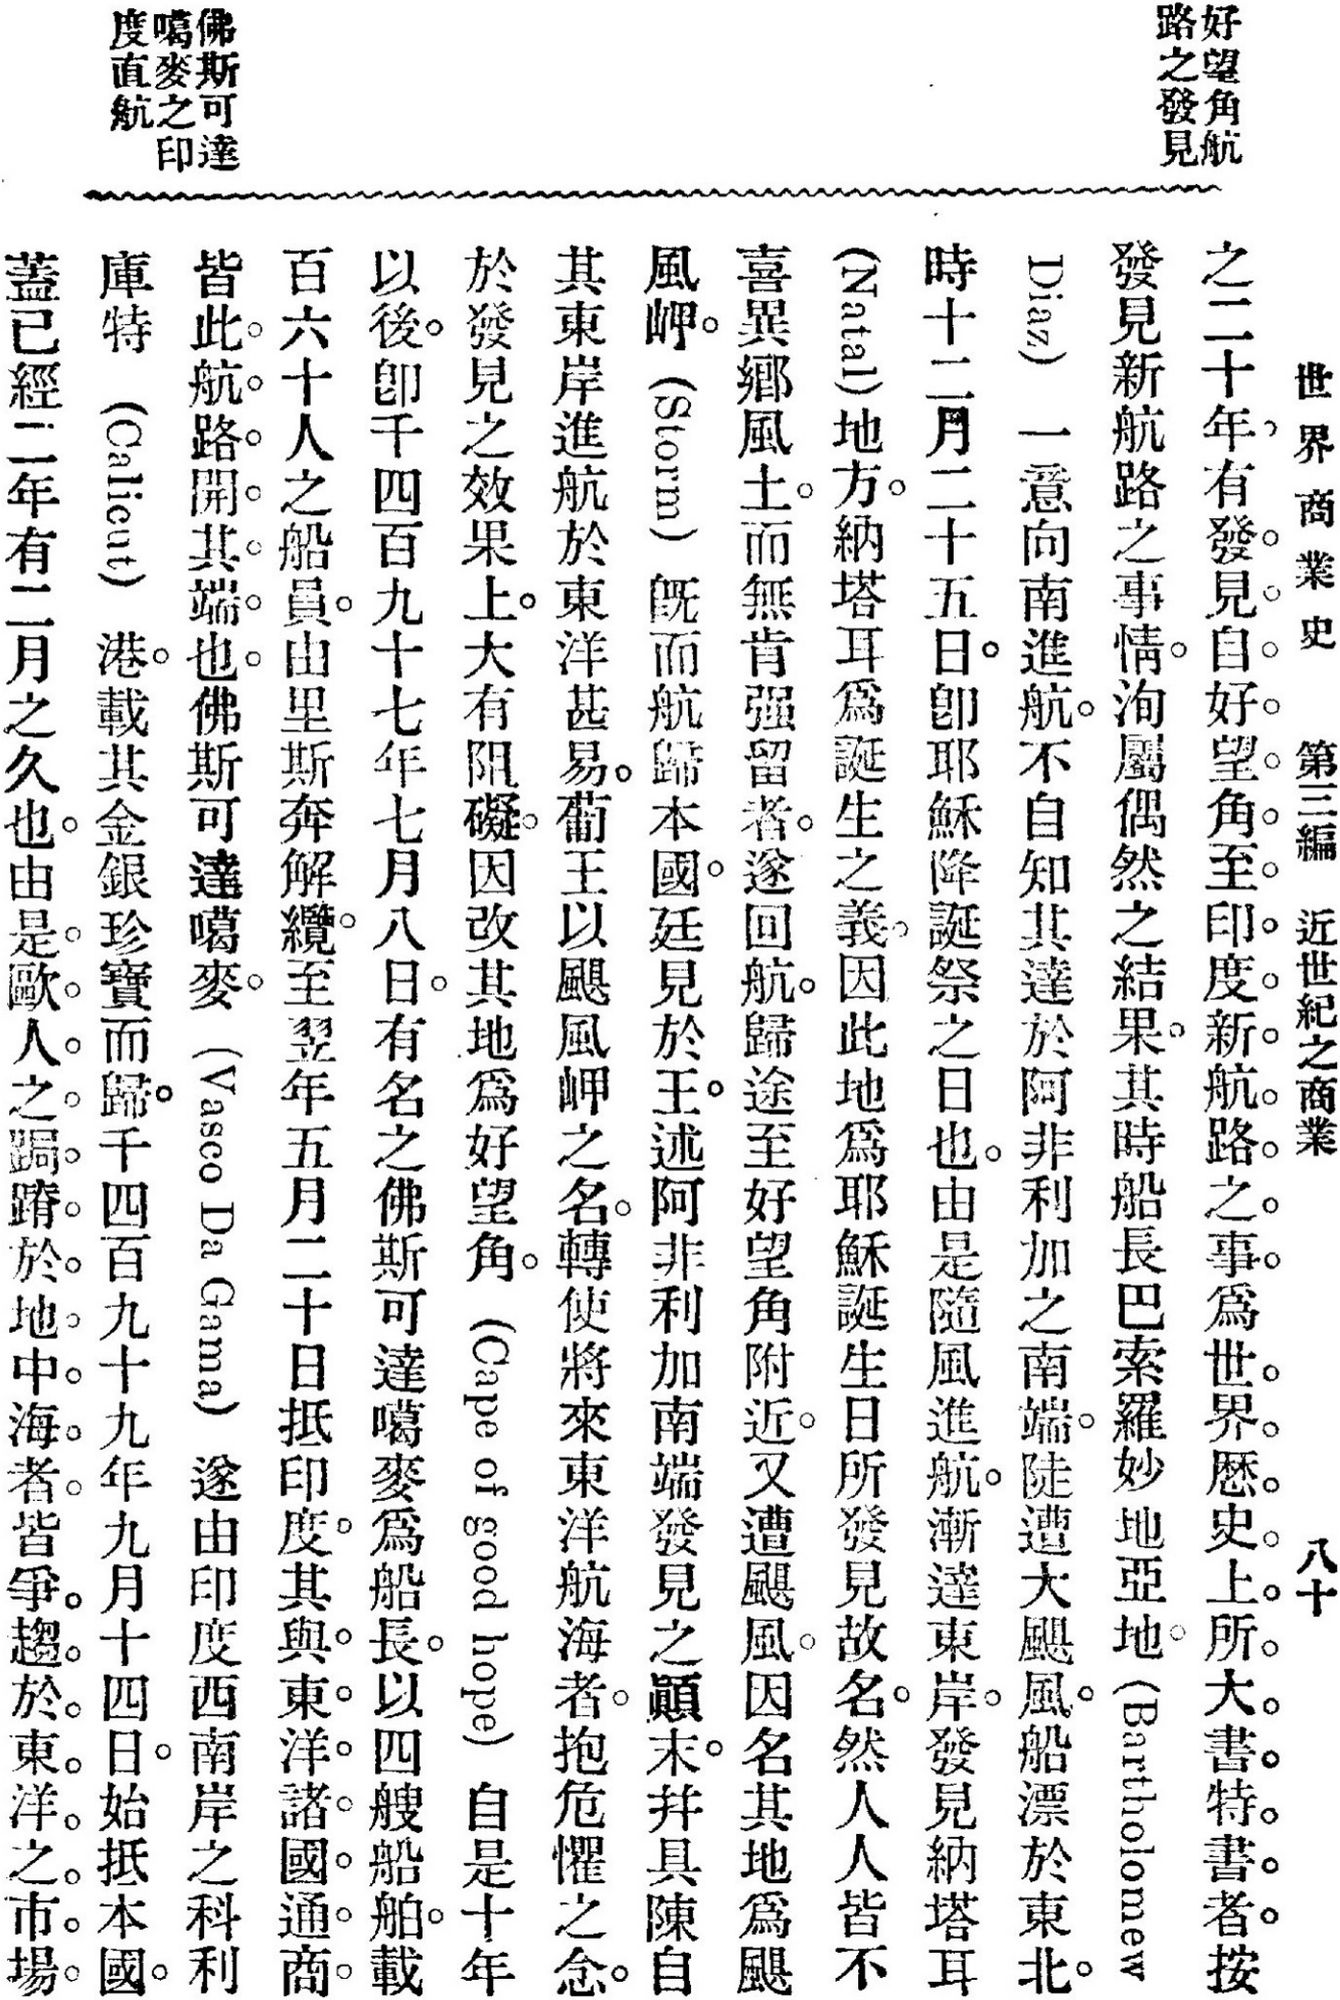 世界商業史　第三編　近世紀之商業　八十
好望角航
路之發見
佛斯可達
噶麥之印
度直航
之二十年有發見自好望角至印度新航路之事爲世界歷史上所大書特書者按
發見新航路之事情。洵屬偶然之結果。其時船長巴索羅妙地亞地。(Bartholomew
Diaz) 一意向南進航。不自知其達於阿非利加之南端。陡遭大颶風。船漂於東北。
時十二月二十五日。卽耶穌降誕祭之日也。由是隨風進航。漸達東岸。發見納塔耳
(Natal)地方。納塔耳爲誕生之義。因此地爲耶穌誕生日所發見故名。然人人皆不
喜異鄉風土。而無肯强留者。遂回航。歸途至好望角附近。又遭颶風。因名其地爲颶
風岬。(Storm) 旣而航歸本國。廷見於王。述阿非利加南端發見之顚末。幷具陳自
其東岸進航於東洋甚易。葡王以颶風岬之名。轉使將來東洋航海者。抱危懼之念。
於發見之效果上。大有阻礙。因改其地爲好望角。(Cape of good hope) 自是十年
以後。卽千四百九十七年七月八日。有名之佛斯可達噶麥爲船長。以四艘船舶。載
百六十人之船員。由里斯奔解纜。至翌年五月二十日抵印度。其與東洋諸國通商
皆此航路開其端也。佛斯可達噶麥。(Vasco Da Gama) 遂由印度西南岸之科利
庫特 (Calicut) 港。載其金銀珍寶而歸。千四百九十九年九月十四日。始抵本國。
蓋已經二年有二月之久也。由是歐人之跼蹐於地中海者。皆爭趨於東洋之市場